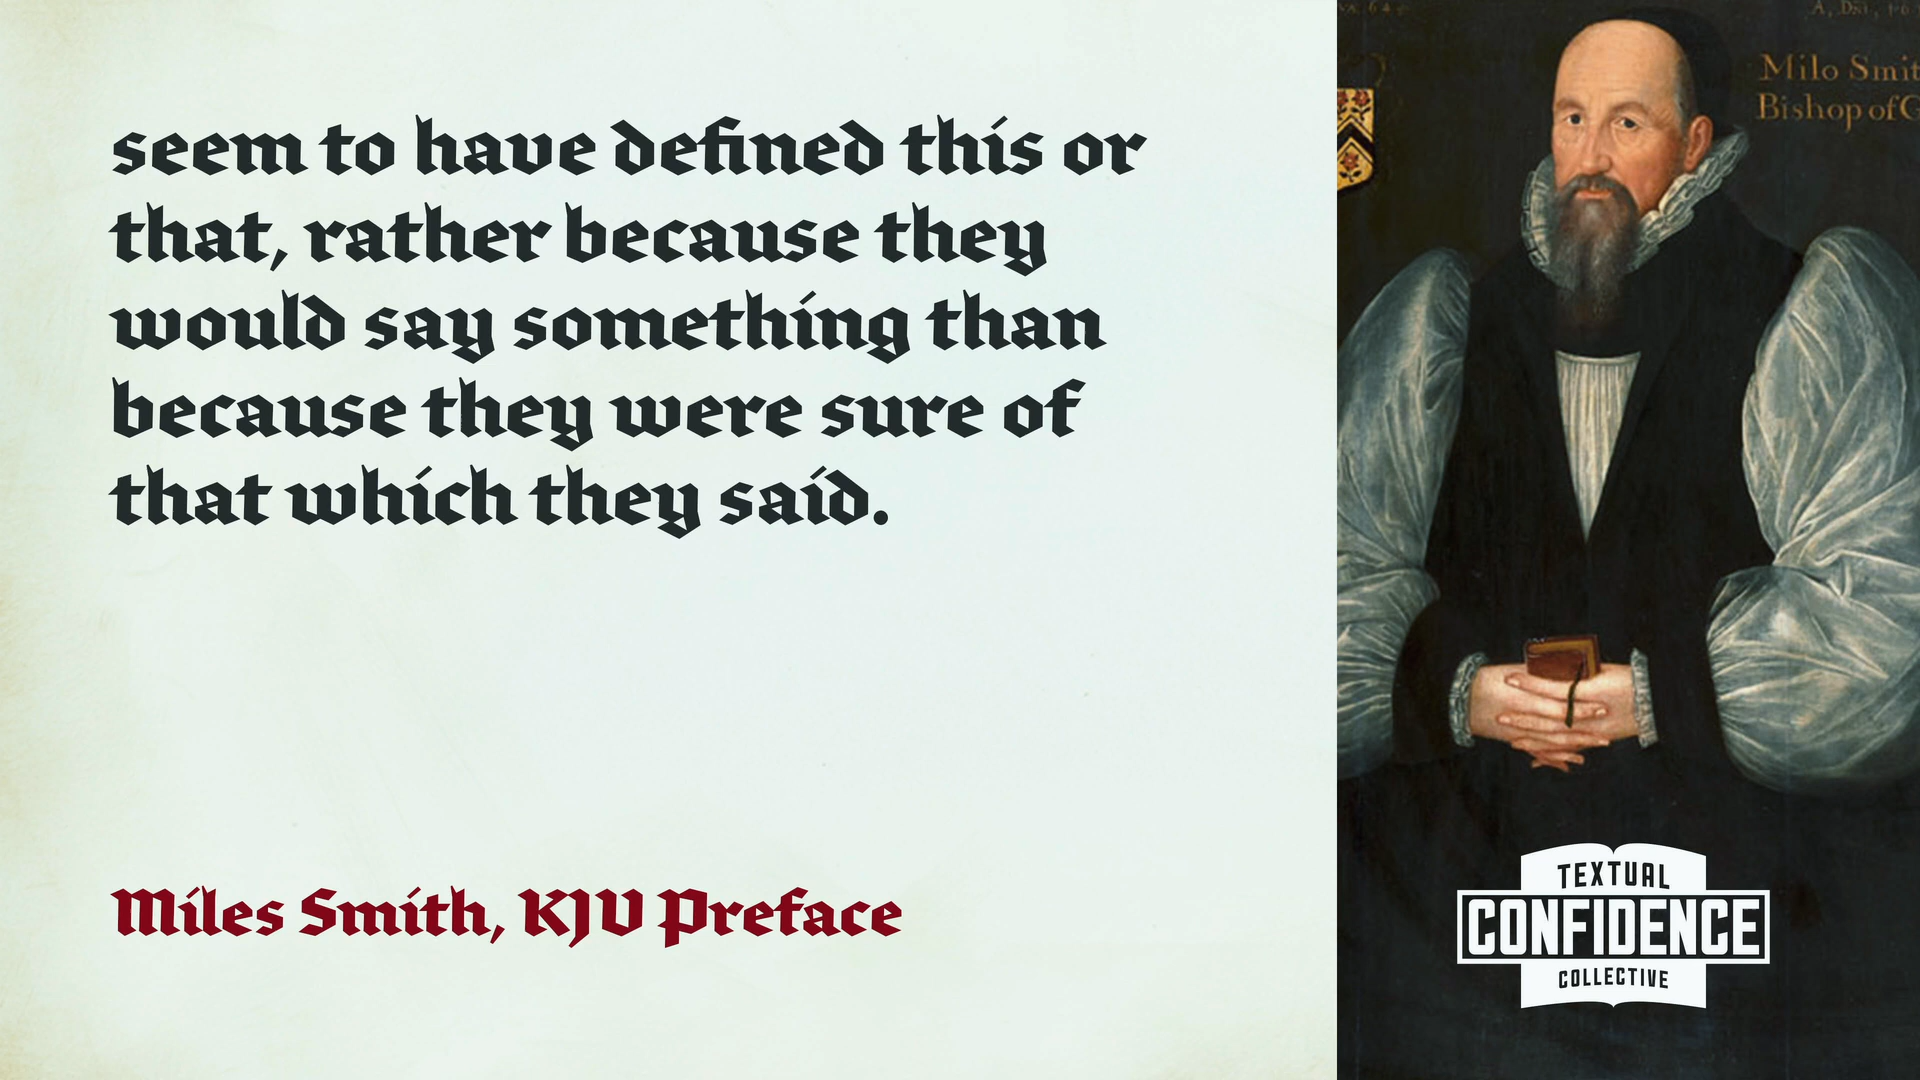 seem to have defined this or
that, rather because they
would say something than
because they were sure of
that which they said.
Miles Smith, KJV Preface
Milo Smit
Bishop of G
TEXTUAL
CONFIDENCE
COLLECTIVE